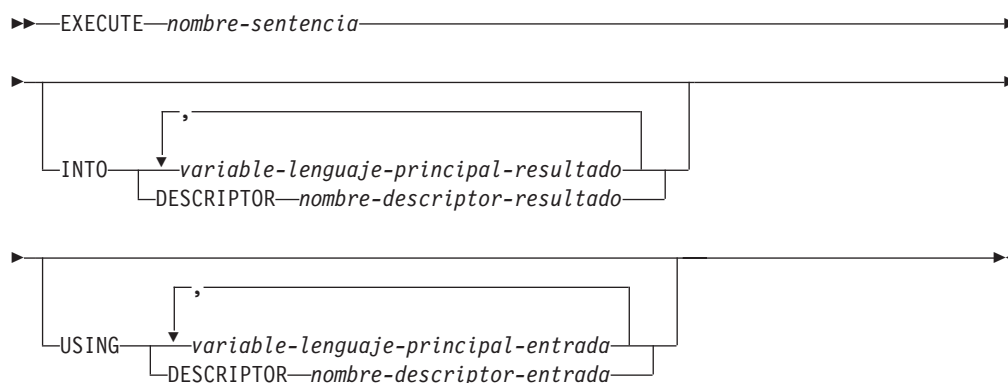 EXECUTE nombre-sentencia
,
INTO variable-lenguaje-principal-resultado
DESCRIPTOR nombre-descriptor-resultado
,
USING variable-lenguaje-principal-entrada
DESCRIPTOR nombre-descriptor-entrada